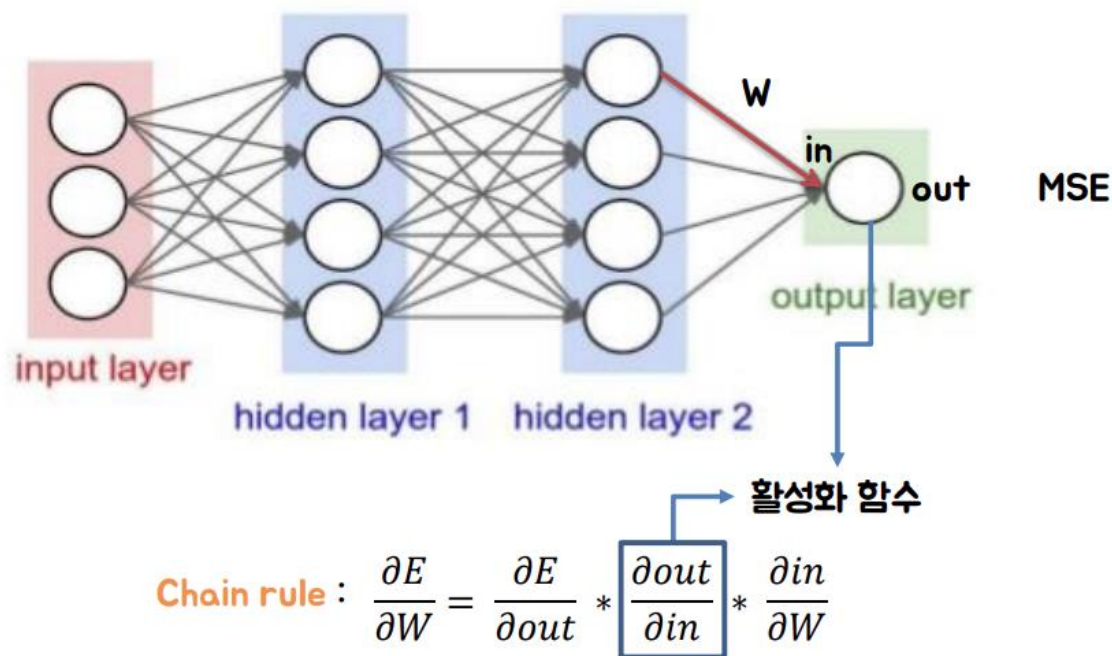 W
in
out MSE
output layer
input layer
hidden layer 1 hidden layer 2
활성화 함수
Chain rule : ∂E/∂W = ∂E/∂out * ∂out/∂in * ∂in/∂W